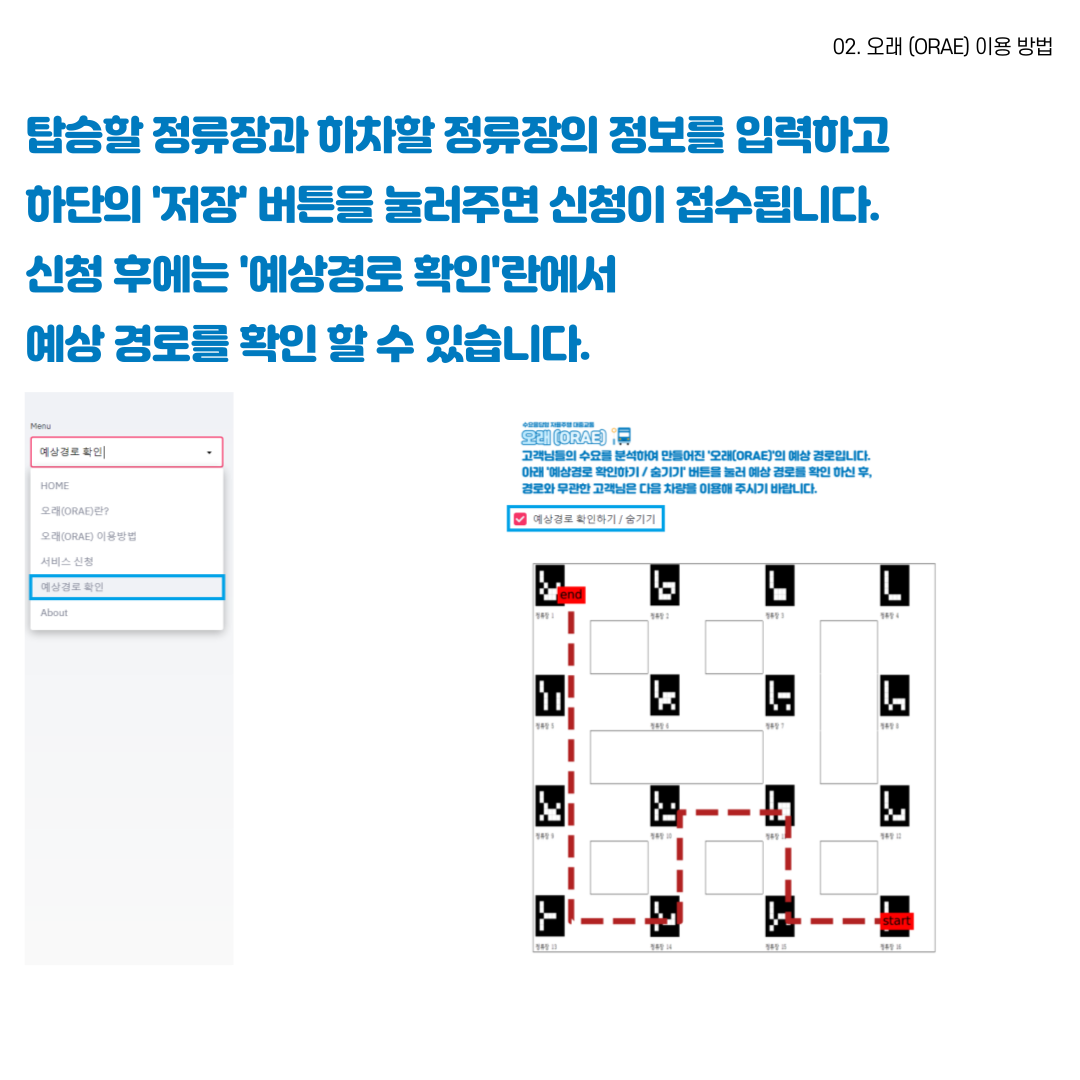 02. 오래 (ORAE) 이용 방법
탑승할 정류장과 하차할 정류장의 정보를 입력하고
하단의 '저장' 버튼을 눌러주면 신청이 접수됩니다.
신청 후에는 '예상경로 확인'란에서
예상 경로를 확인 할 수 있습니다.
Menu
예상경로 확인
HOME
오래(ORAE)란?
오래(ORAE) 이용방법
서비스 신청
예상경로 확인
About
수요응답형 자율주행 대중교통
오래 (ORAE)
고객님들의 수요를 분석하여 만들어진 '오래(ORAE)'의 예상 경로입니다.
아래 '예상경로 확인하기 / 숨기기' 버튼을 눌러 예상 경로를 확인 하신 후,
경로와 무관한 고객님은 다음 차량을 이용해 주시기 바랍니다.
예상경로 확인하기 / 숨기기
end
정류장 1
정류장 2
정류장 3
정류장 4
정류장 5
정류장 6
정류장 7
정류장 8
정류장 9
정류장 10
정류장 12
start
정류장 13
정류장 14
정류장 15
정류장 16